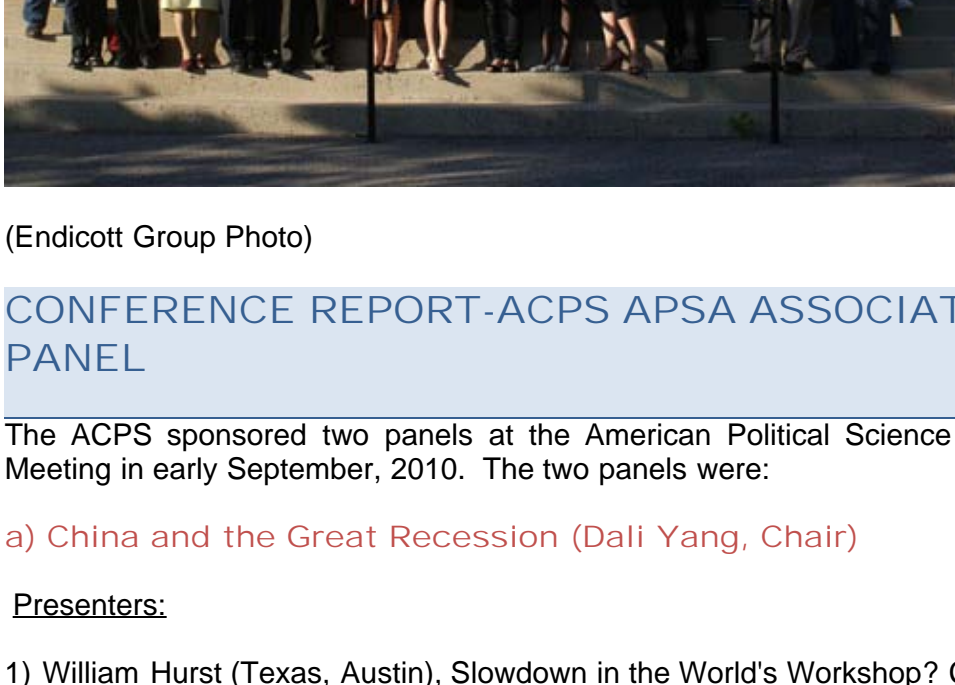 (Endicott Group Photo)
CONFERENCE REPORT-ACPS APSA ASSOCIAT
PANEL
The ACPS sponsored two panels at the American Political Science
Meeting in early September, 2010. The two panels were:
a) China and the Great Recession (Dali Yang, Chair)
Presenters:
1) William Hurst (Texas, Austin), Slowdown in the World's Workshop?